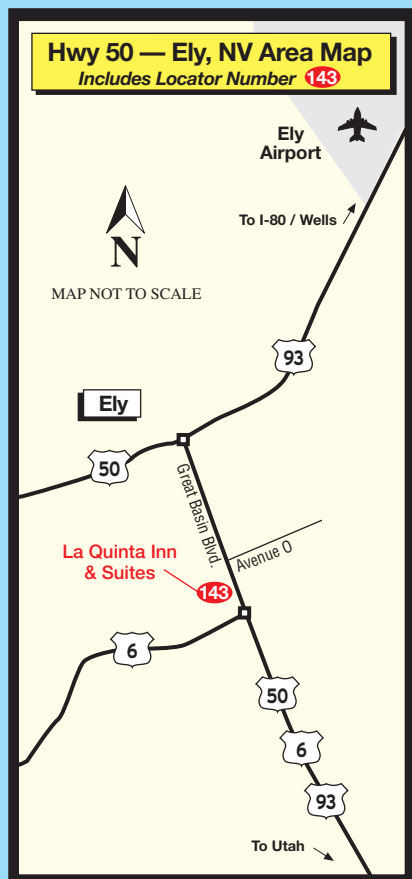 Hwy 50 — Ely, NV Area Map
Includes Locator Number 143
Ely
Airport
To I-80 / Wells
N
MAP NOT TO SCALE
93
Ely
50
Great Basin Blvd.
Avenue O
La Quinta Inn
& Suites
143
6
50
6
93
To Utah